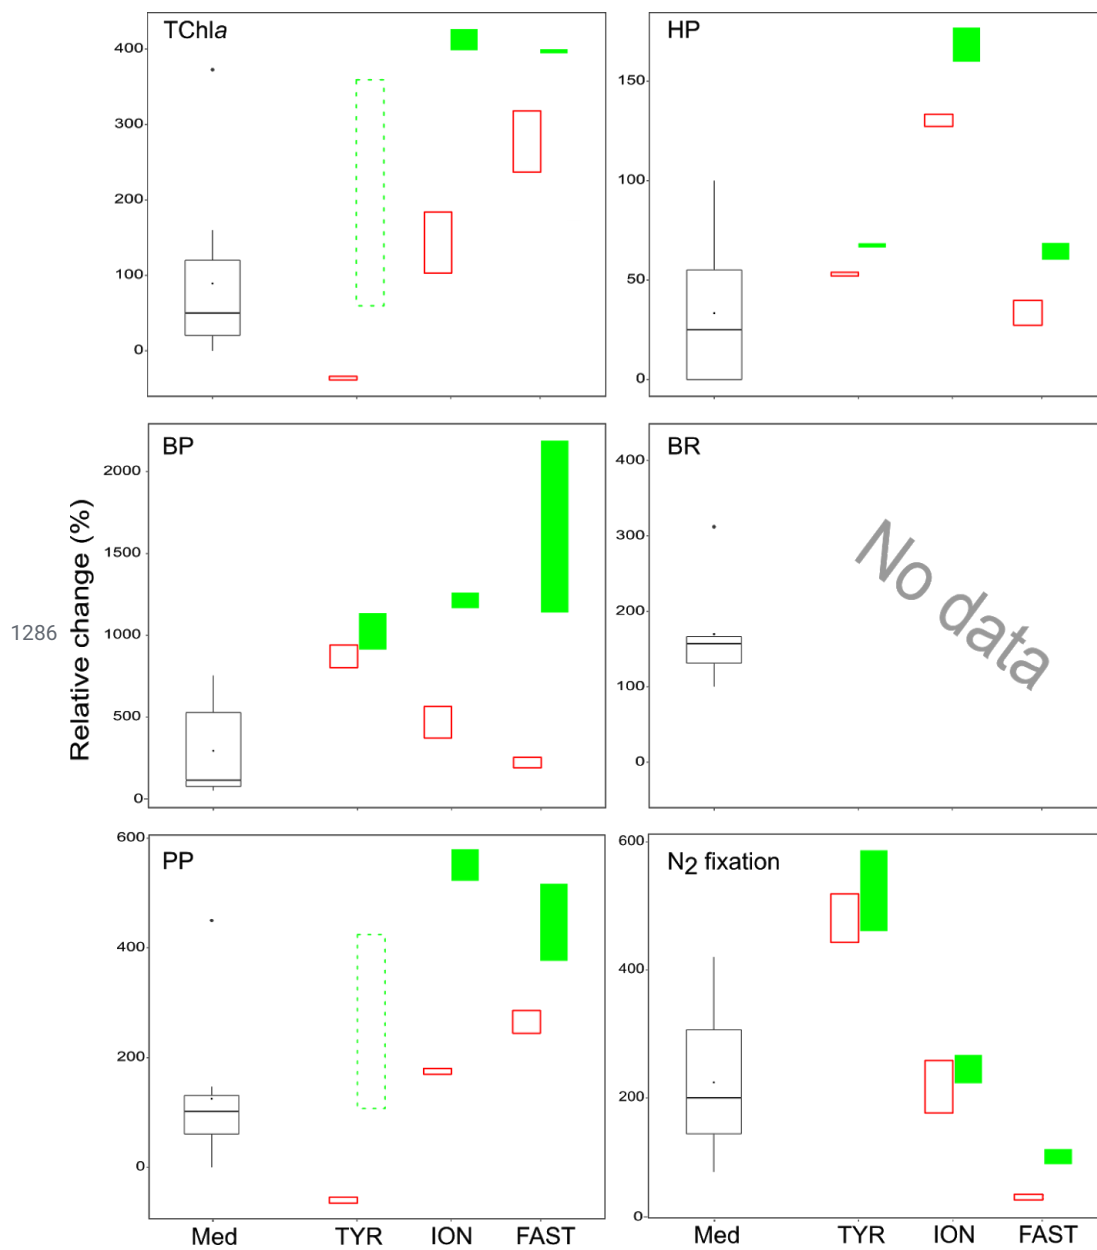 TChla
400
300
200
100
0
HP
150
100
50
0
1286
Relative change (%)
BP
2000
1500
1000
500
0
BR
400
300
200
100
0
No data
PP
600
400
200
0
N2 fixation
600
400
200
0
Med TYR ION FAST
Med TYR ION FAST